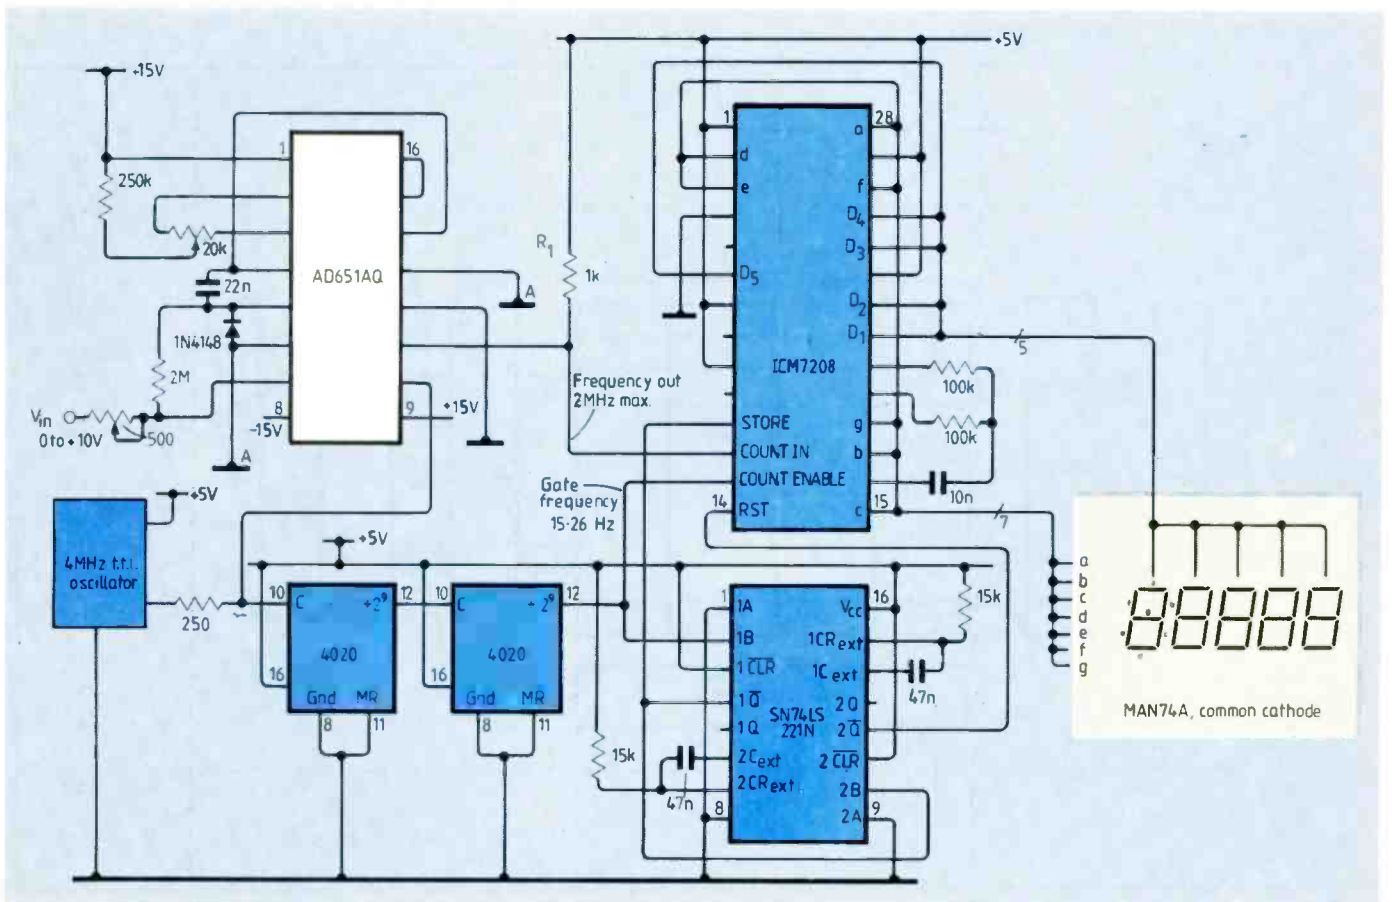 +15V
+5V
1
16
250k
20k
22n
AD651AQ
A
1N4148
2M
Vin
0 to +10V
500
8
-15V
9
+15V
A
R1
1k
Frequency out
2MHz max.
Gate
frequency
15·26 Hz
1
28
a
d
e
f
D4
D3
D5
D2
D1
5
ICM7208
100k
100k
STORE
g
COUNT IN
b
COUNT ENABLE
10n
14
RST
15
c
7
+5V
4MHz t.t.l.
oscillator
250
+5V
10
C
÷2⁹
12
10
C
÷2⁹
12
4020
4020
16
16
Gnd
MR
Gnd
MR
8
11
8
11
15k
47n
1
1A
Vcc
16
1B
1CRext
15k
1CLR
1Cext
47n
1Q
SN74LS
221N
2Q
1Q
2Q
2Cext
2CLR
2CRext
2B
8
2A
9
a
b
c
d
e
f
g
MAN74A, common cathode